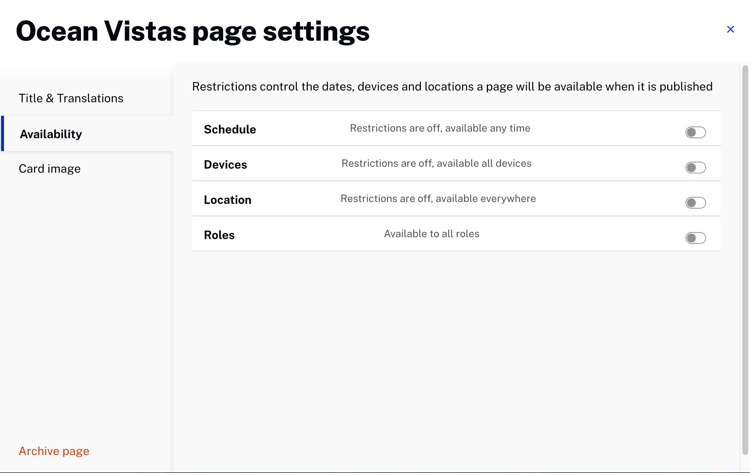 Ocean Vistas page settings
Title & Translations
Availability
Card image
Archive page
Restrictions control the dates, devices and locations a page will be available when it is published
Schedule Restrictions are off, available any time
Devices Restrictions are off, available all devices
Location Restrictions are off, available everywhere
Roles Available to all roles